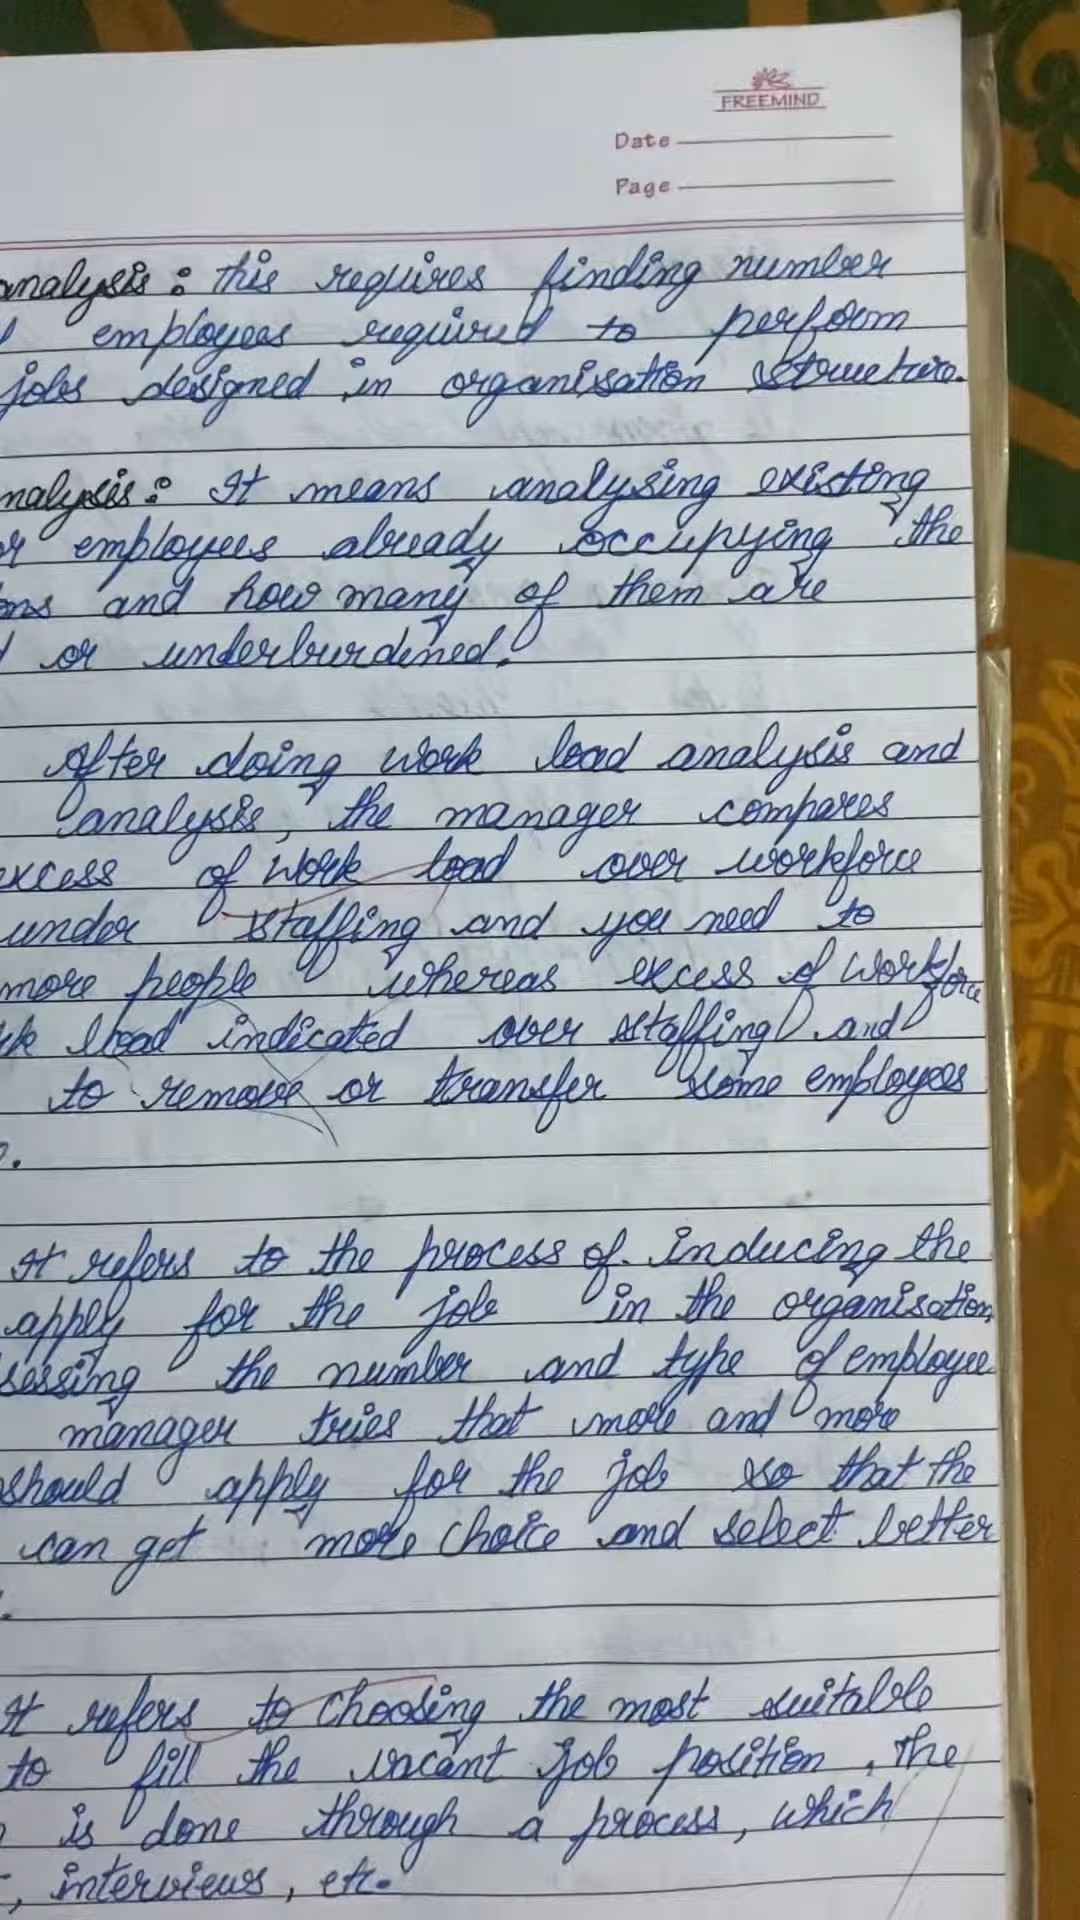 FREEMIND
Date
Page
analysis: this requires finding number
employees required to perform
jobs designed in organisation structure.
nalysis: It means analysing existing
or employees already occupying the
ons and how many of them are
d or underburdened.
After doing work load analysis and
analysis, the manager compares
excess of work load over workforce
under staffing and you need to
more people whereas excess of workforce
rk load indicated over staffing and
to remove or transfer some employees
It refers to the process of inducing the
apply for the job in the organisation,
sessing the number and type of employee
manager tries that more and more
should apply for the job so that the
can get more choice and select better
It refers to choosing the most suitable
to fill the vacant job position, the
n is done through a process, which
, interviews, etc.